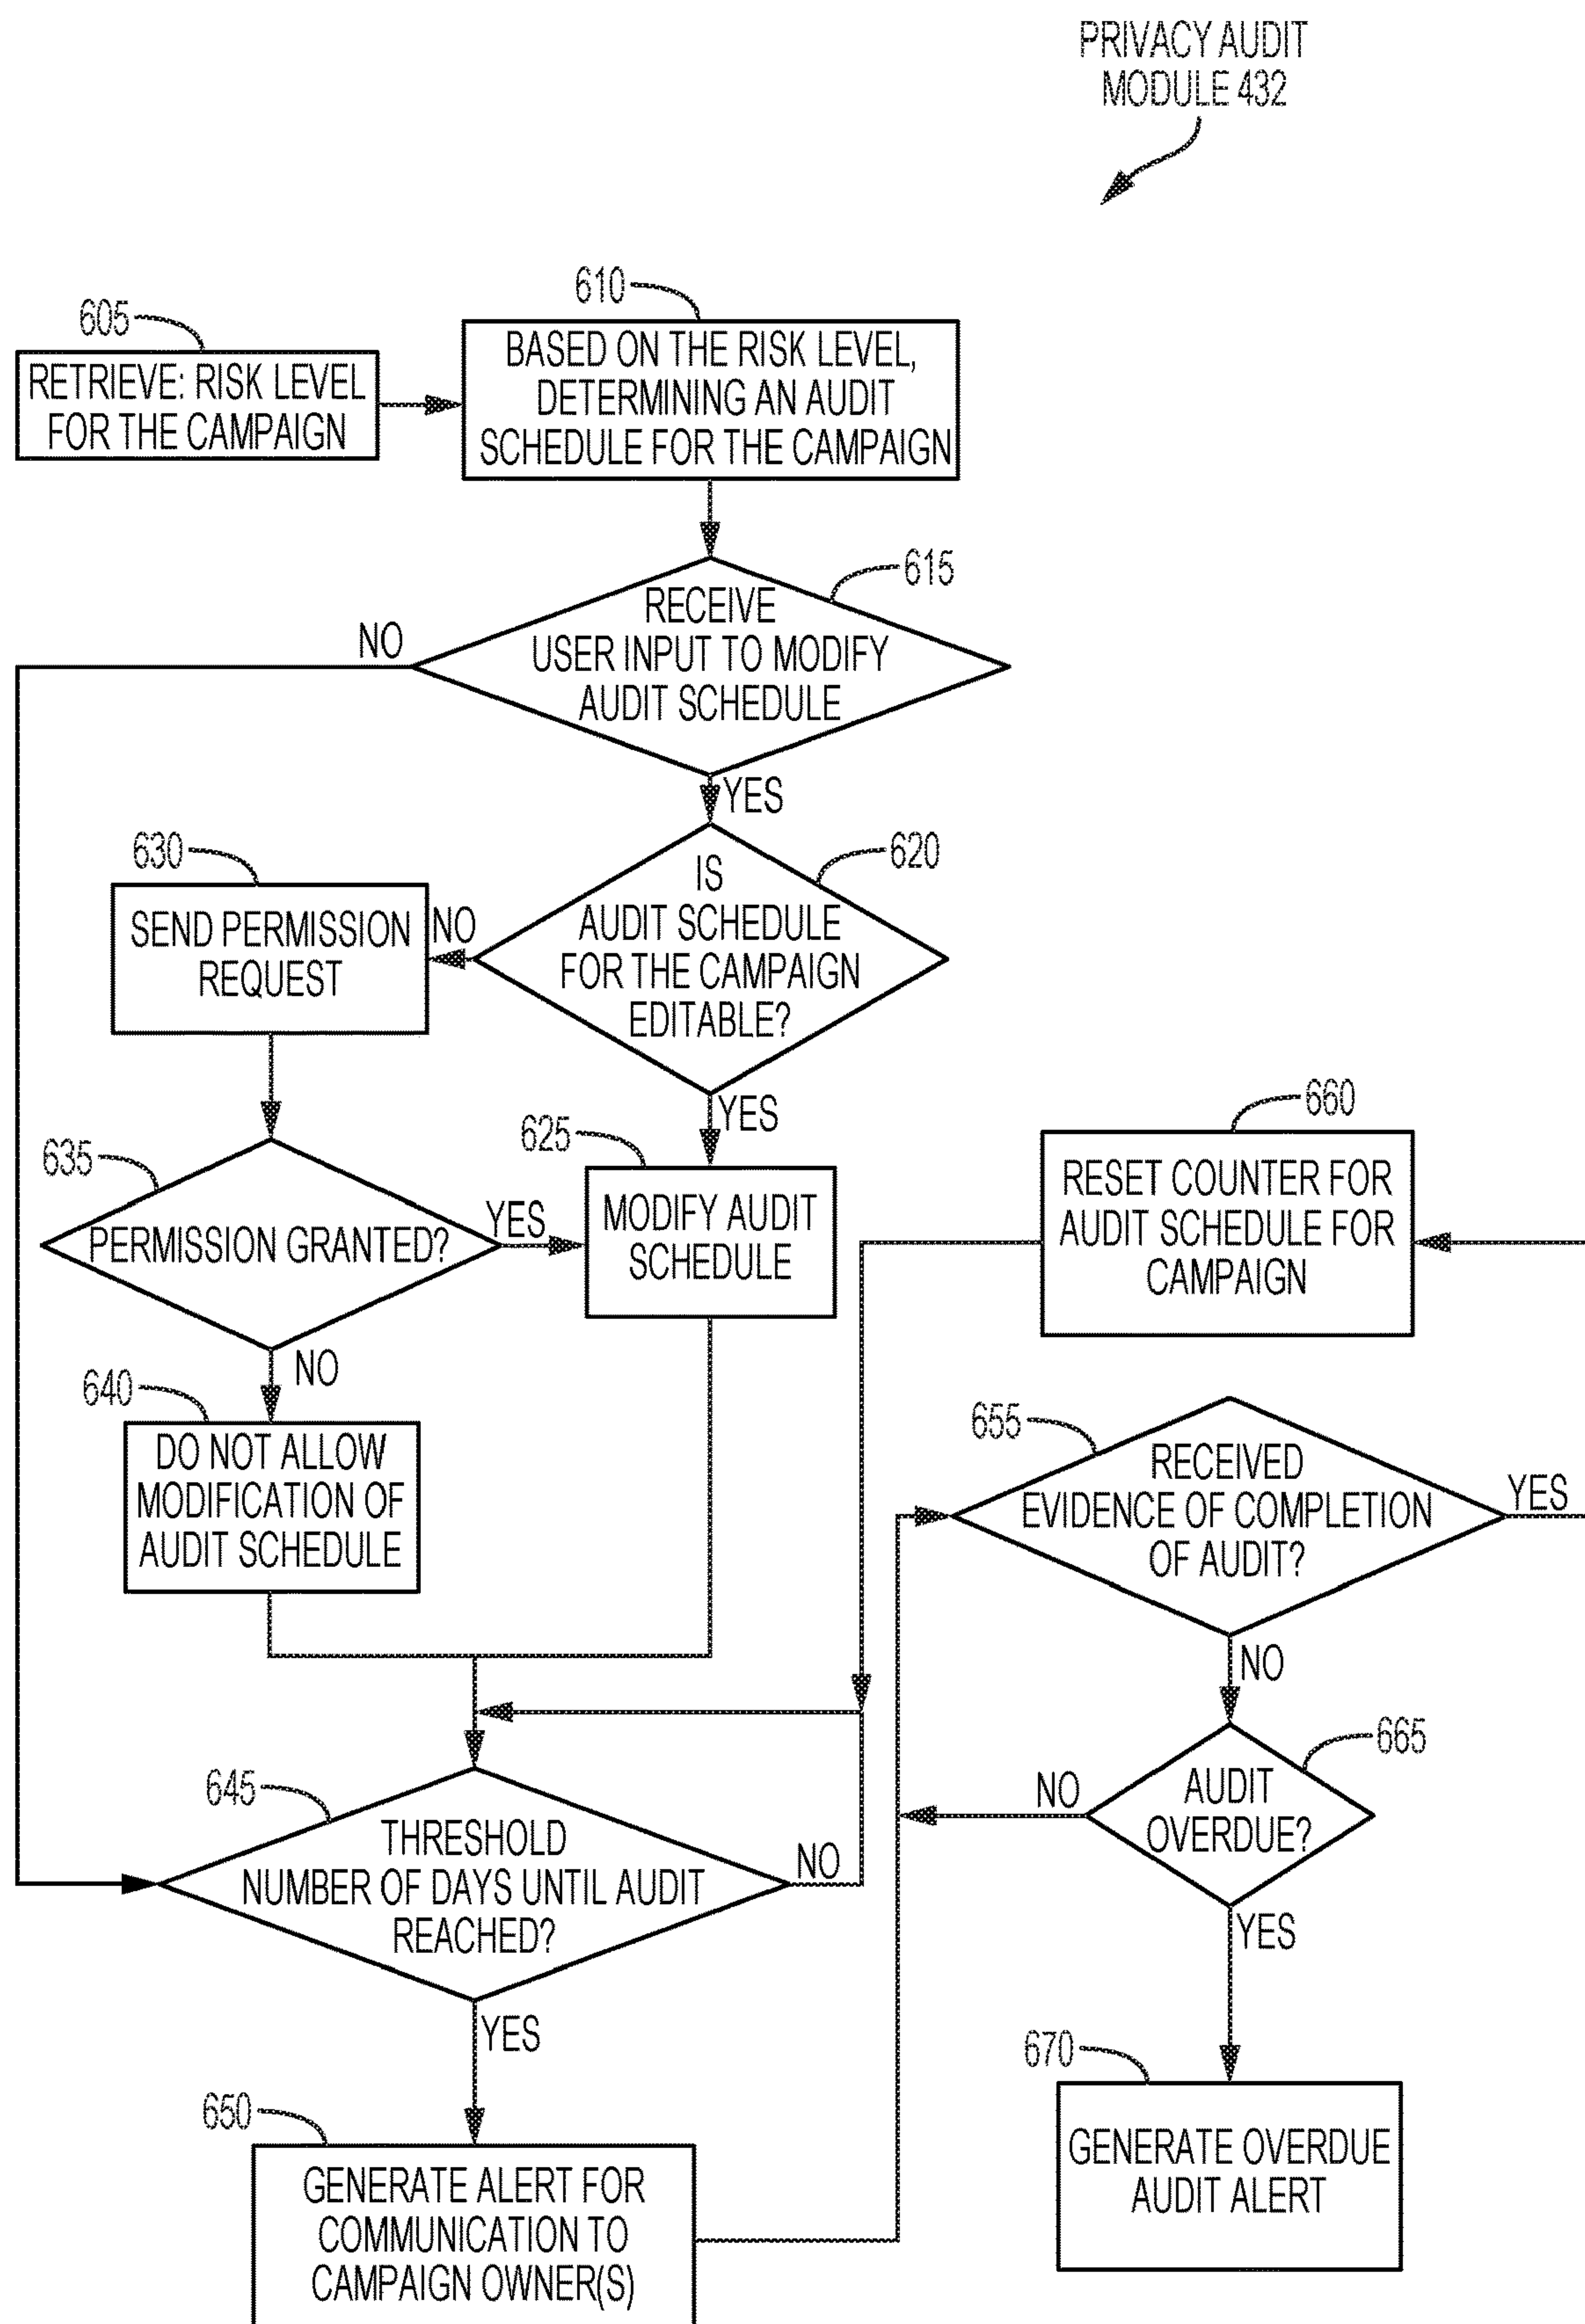 PRIVACY AUDIT
MODULE 432
605
RETRIEVE: RISK LEVEL
FOR THE CAMPAIGN
610
BASED ON THE RISK LEVEL,
DETERMINING AN AUDIT
SCHEDULE FOR THE CAMPAIGN
615
RECEIVE
USER INPUT TO MODIFY
AUDIT SCHEDULE
NO
YES
620
IS
AUDIT SCHEDULE
FOR THE CAMPAIGN
EDITABLE?
NO
YES
630
SEND PERMISSION
REQUEST
635
PERMISSION GRANTED?
YES
NO
625
MODIFY AUDIT
SCHEDULE
640
DO NOT ALLOW
MODIFICATION OF
AUDIT SCHEDULE
645
THRESHOLD
NUMBER OF DAYS UNTIL AUDIT
REACHED?
NO
YES
650
GENERATE ALERT FOR
COMMUNICATION TO
CAMPAIGN OWNER(S)
660
RESET COUNTER FOR
AUDIT SCHEDULE FOR
CAMPAIGN
655
RECEIVED
EVIDENCE OF COMPLETION
OF AUDIT?
YES
NO
665
AUDIT
OVERDUE?
NO
YES
670
GENERATE OVERDUE
AUDIT ALERT